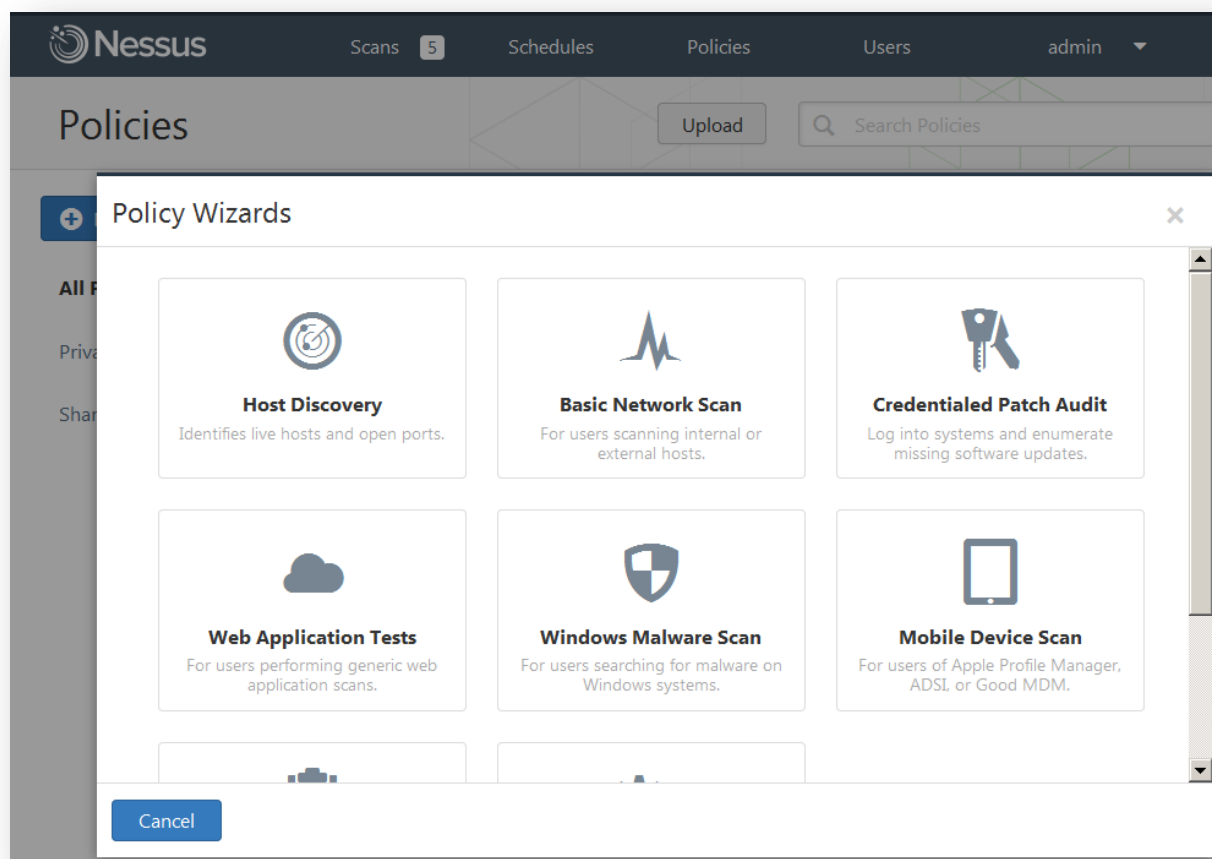 Nessus Scans 5 Schedules Policies Users admin
Policies Upload Search Policies
Policy Wizards
All
Host Discovery
Identifies live hosts and open ports.
Basic Network Scan
For users scanning internal or
external hosts.
Credentialed Patch Audit
Log into systems and enumerate
missing software updates.
Web Application Tests
For users performing generic web
application scans.
Windows Malware Scan
For users searching for malware on
Windows systems.
Mobile Device Scan
For users of Apple Profile Manager,
ADSI, or Good MDM.
Cancel